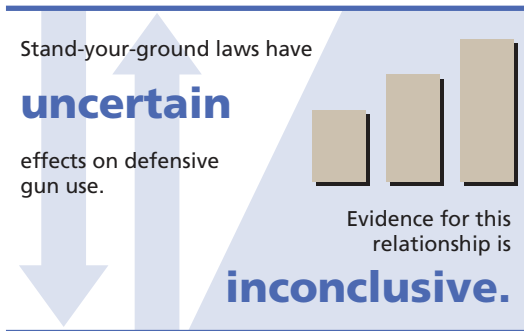 Stand-your-ground laws have
uncertain
effects on defensive
gun use.
Evidence for this
relationship is
inconclusive.